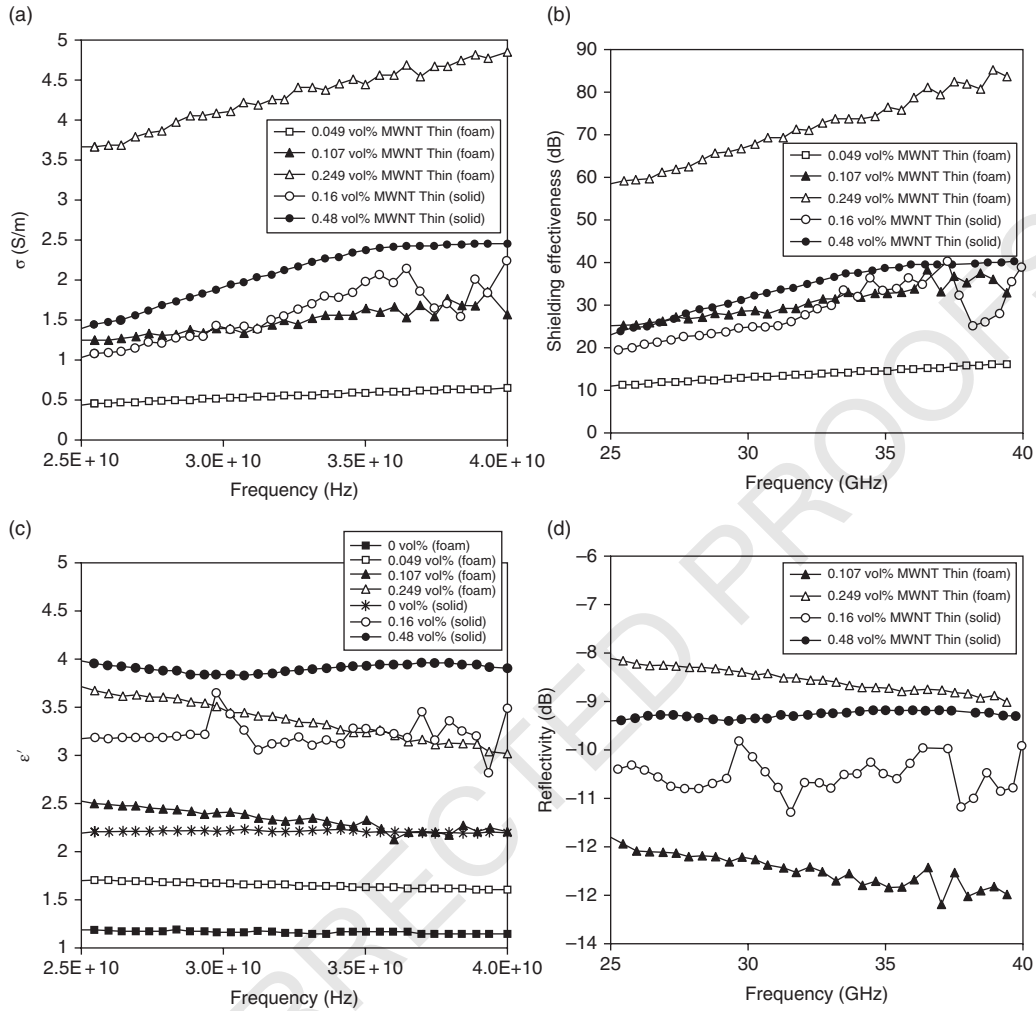 (a)
5
4.5
4
3.5
3
2.5
2
1.5
1
0.5
0
σ (S/m)
0.049 vol% MWNT Thin (foam)
0.107 vol% MWNT Thin (foam)
0.249 vol% MWNT Thin (foam)
0.16 vol% MWNT Thin (solid)
0.48 vol% MWNT Thin (solid)
2.5E + 10 3.0E + 10 3.5E + 10 4.0E + 10
Frequency (Hz)
(b)
90
80
70
60
50
40
30
20
10
0
Shielding effectiveness (dB)
0.049 vol% MWNT Thin (foam)
0.107 vol% MWNT Thin (foam)
0.249 vol% MWNT Thin (foam)
0.16 vol% MWNT Thin (solid)
0.48 vol% MWNT Thin (solid)
25 30 35 40
Frequency (GHz)
(c)
5
4.5
4
3.5
3
2.5
2
1.5
1
ε′
0 vol% (foam)
0.049 vol% (foam)
0.107 vol% (foam)
0.249 vol% (foam)
0 vol% (solid)
0.16 vol% (solid)
0.48 vol% (solid)
2.5E + 10 3.0E + 10 3.5E + 10 4.0E + 10
Frequency (Hz)
(d)
−6
−7
−8
−9
−10
−11
−12
−14
Reflectivity (dB)
0.107 vol% MWNT Thin (foam)
0.249 vol% MWNT Thin (foam)
0.16 vol% MWNT Thin (solid)
0.48 vol% MWNT Thin (solid)
25 30 35 40
Frequency (GHz)
RRECTED PROOFS